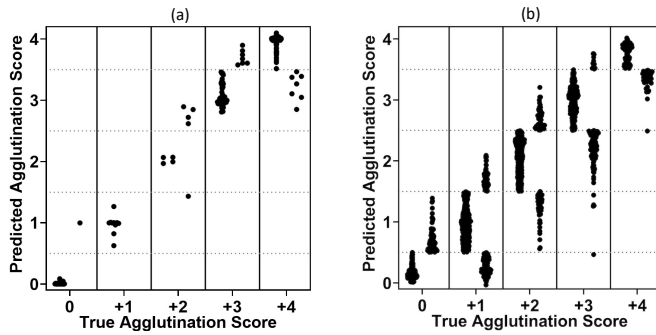 (a)
Predicted Agglutination Score
4
3
2
1
0
0 +1 +2 +3 +4
True Agglutination Score
(b)
Predicted Agglutination Score
4
3
2
1
0
0 +1 +2 +3 +4
True Agglutination Score